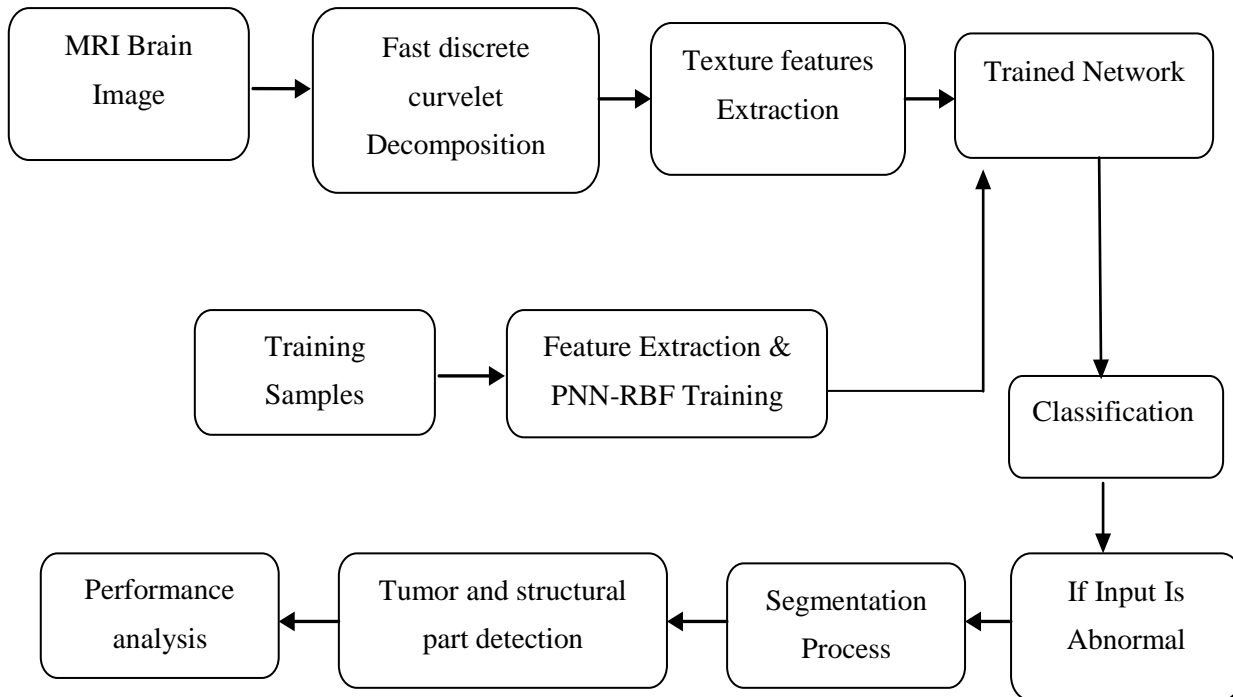 MRI Brain
Image
Fast discrete
curvelet
Decomposition
Texture features
Extraction
Trained Network
Training
Samples
Feature Extraction &
PNN-RBF Training
Classification
Performance
analysis
Tumor and structural
part detection
Segmentation
Process
If Input Is
Abnormal